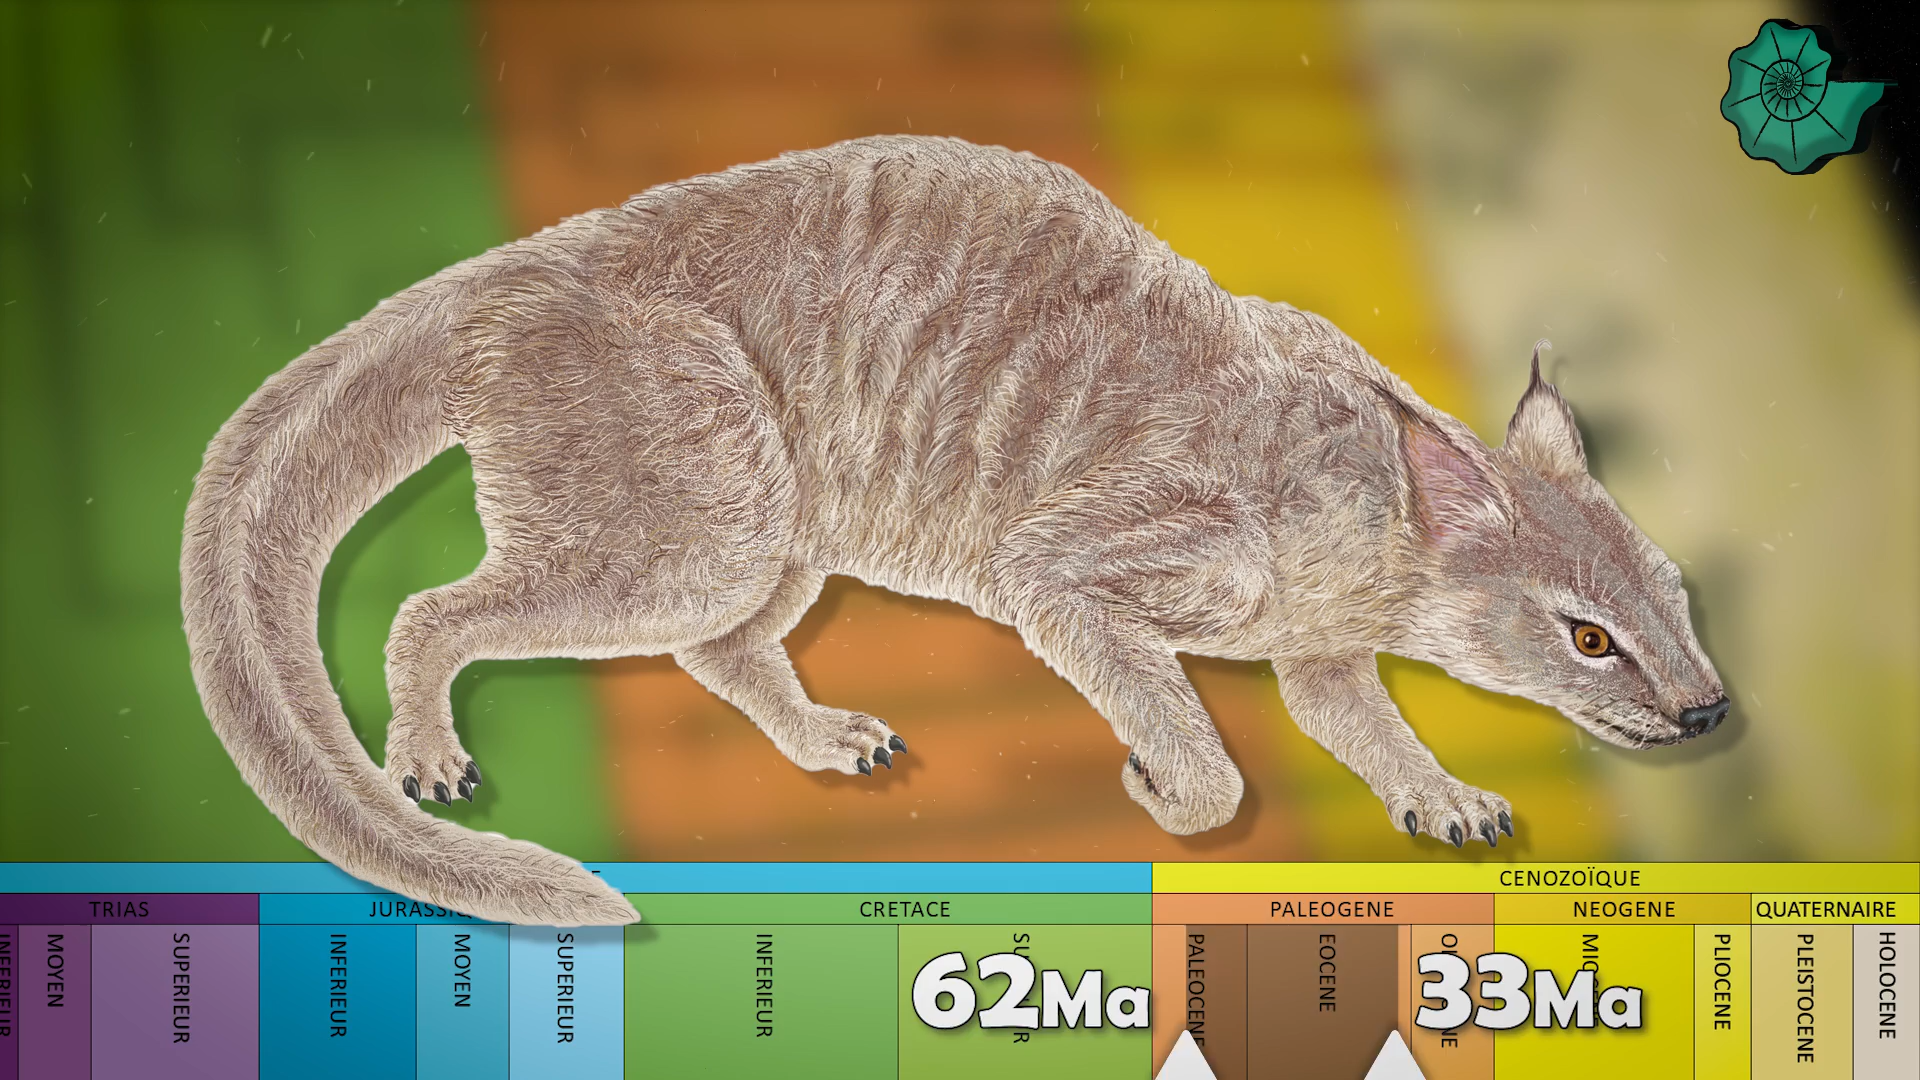 CENOZOÏQUE
TRIAS
CRETACE
PALEOGENE
NEOGENE
QUATERNAIRE
MOYEN
SUPERIEUR
INFERIEUR
MOYEN
SUPERIEUR
INFERIEUR
PALEOCENE
EOCENE
PLIOCENE
PLEISTOCENE
HOLOCENE
62Ma
33Ma